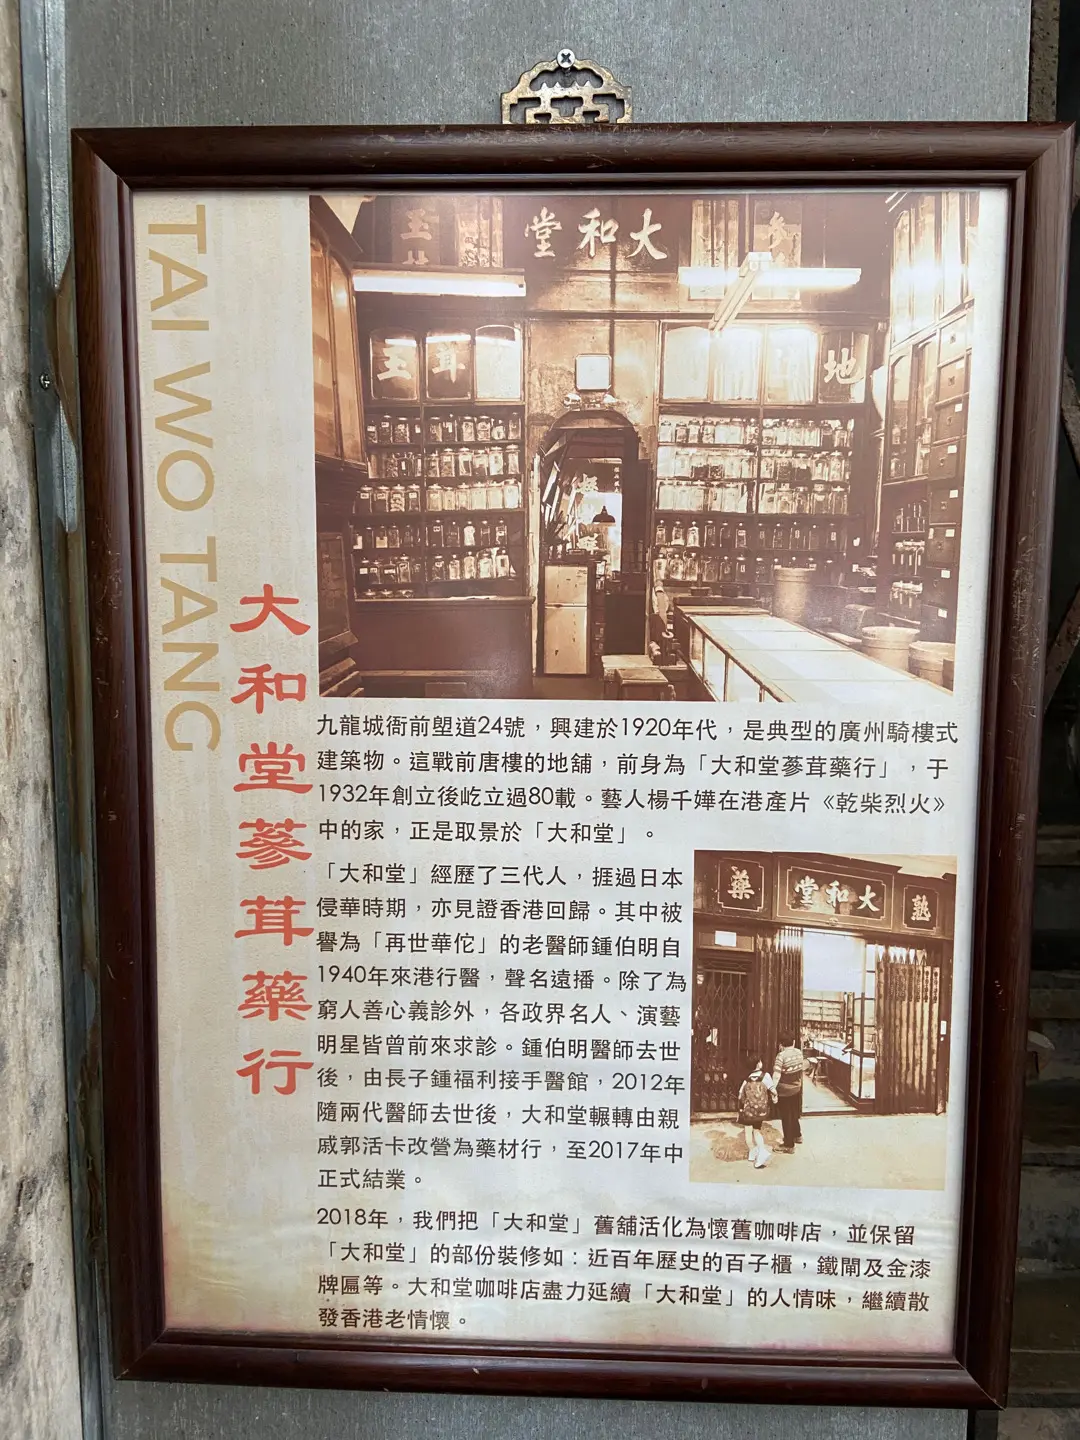 TAI WO TANG
大和堂蔘茸藥行
大和堂
玉
茸
地
九龍城衙前塱道24號，興建於1920年代，是典型的廣州騎樓式
建築物。這戰前唐樓的地舖，前身為「大和堂蔘茸藥行」，于
1932年創立後屹立過80載。藝人楊千嬅在港產片《乾柴烈火》
中的家，正是取景於「大和堂」。
「大和堂」經歷了三代人，捱過日本
侵華時期，亦見證香港回歸。其中被
譽為「再世華佗」的老醫師鍾伯明自
1940年來港行醫，聲名遠播。除了為
窮人善心義診外，各政界名人、演藝
明星皆曾前來求診。鍾伯明醫師去世
後，由長子鍾福利接手醫館，2012年
隨兩代醫師去世後，大和堂輾轉由親
戚郭活卡改營為藥材行，至2017年中
正式結業。
藥
大和堂
熟
2018年，我們把「大和堂」舊舖活化為懷舊咖啡店，並保留
「大和堂」的部份裝修如：近百年歷史的百子櫃，鐵閘及金漆
牌匾等。大和堂咖啡店盡力延續「大和堂」的人情味，繼續散
發香港老情懷。